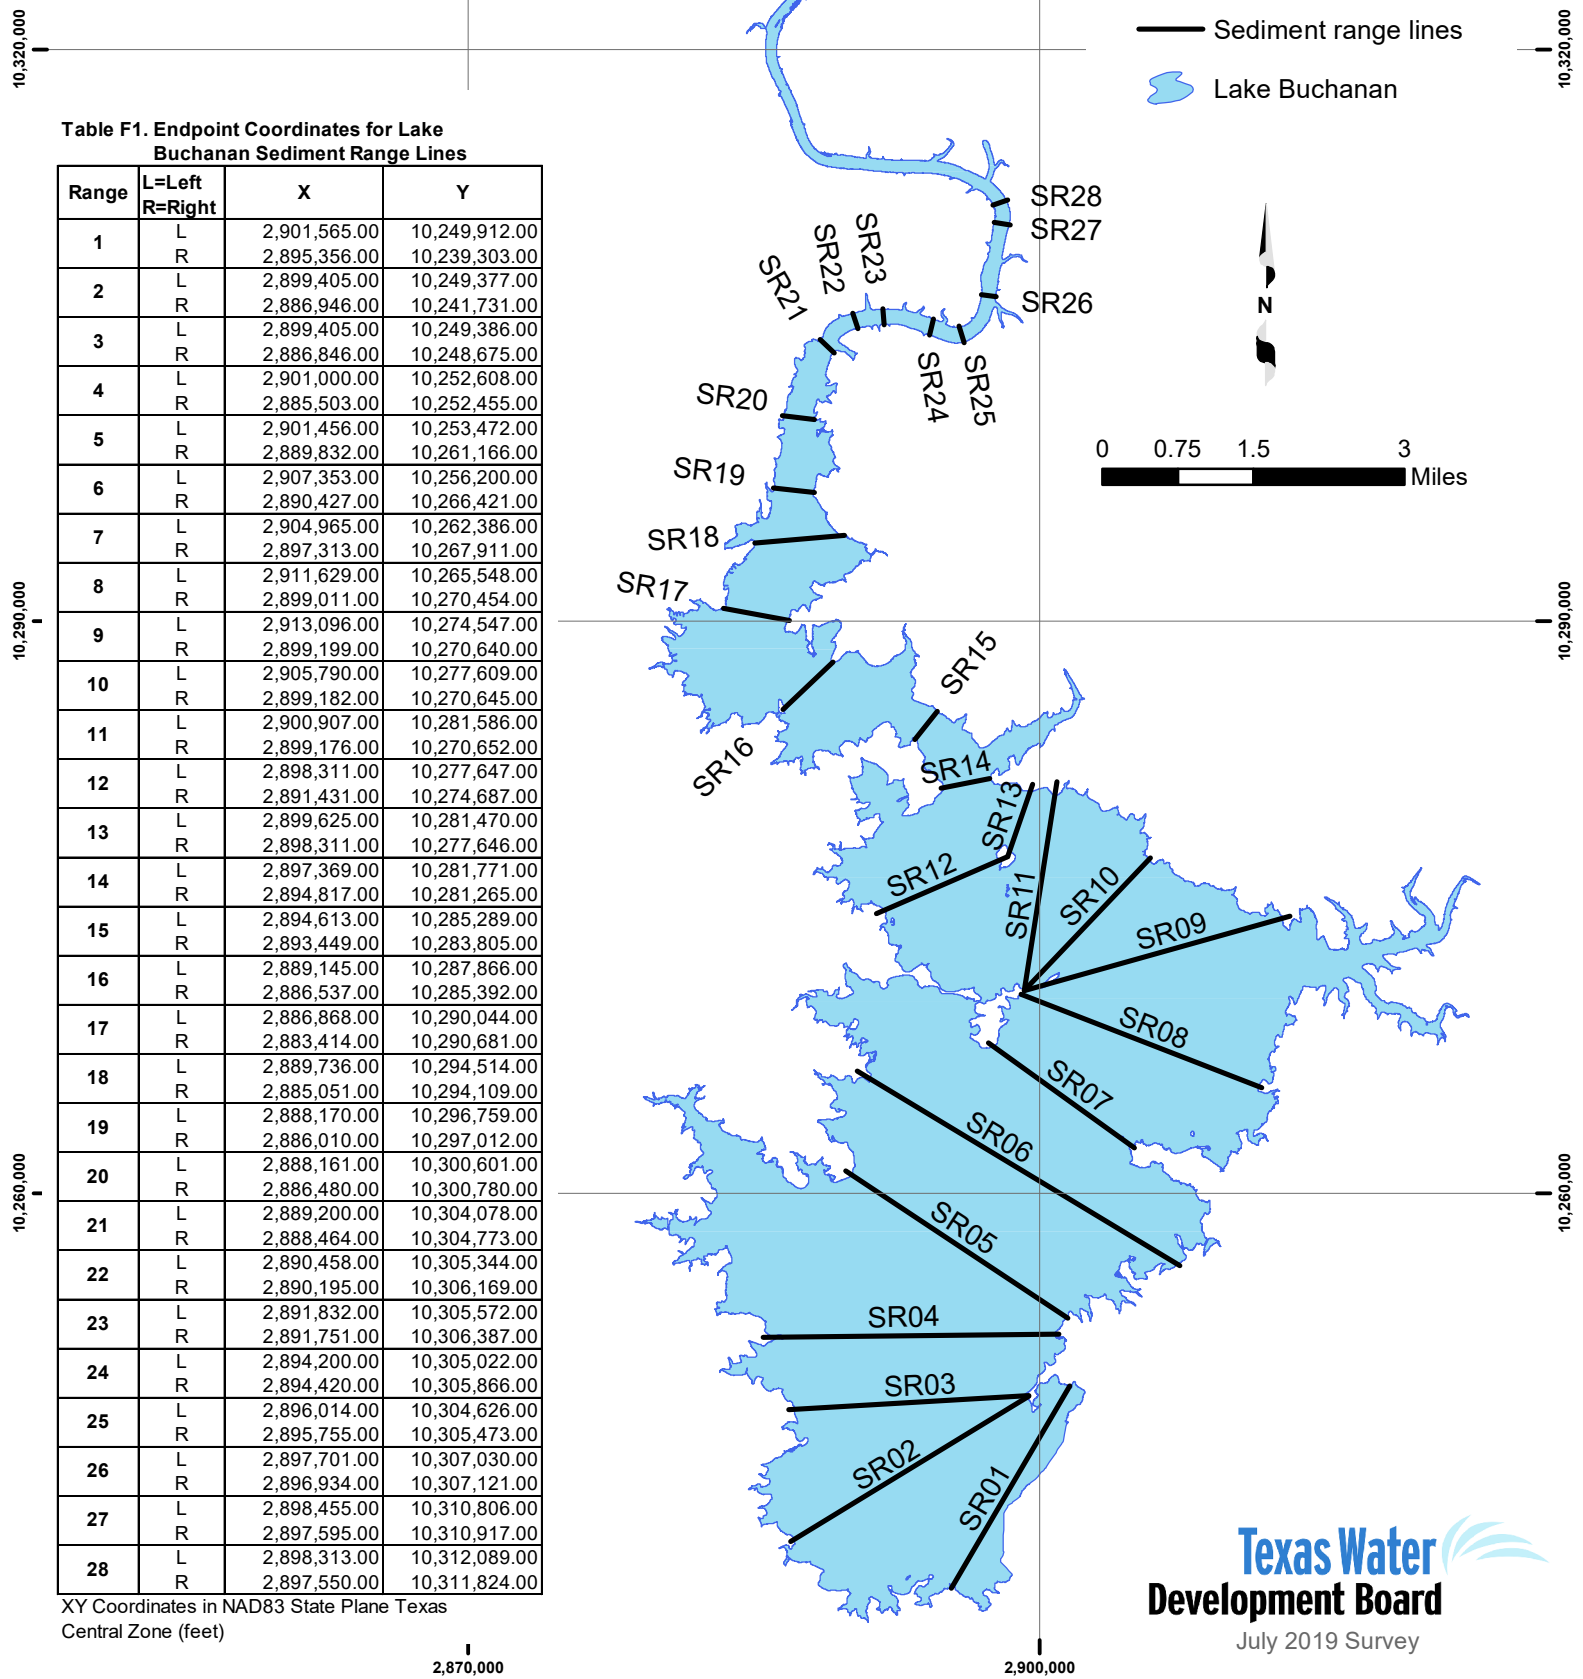 10,320,000
10,320,000
Sediment range lines
Lake Buchanan
Table F1. Endpoint Coordinates for Lake
Buchanan Sediment Range Lines
Range L=Left R=Right X Y
1 L 2,901,565.00 10,249,912.00
R 2,895,356.00 10,239,303.00
2 L 2,899,405.00 10,249,377.00
R 2,886,946.00 10,241,731.00
3 L 2,899,405.00 10,249,386.00
R 2,886,846.00 10,248,675.00
4 L 2,901,000.00 10,252,608.00
R 2,885,503.00 10,252,455.00
5 L 2,901,456.00 10,253,472.00
R 2,889,832.00 10,261,166.00
6 L 2,907,353.00 10,256,200.00
R 2,890,427.00 10,266,421.00
7 L 2,904,965.00 10,262,386.00
R 2,897,313.00 10,267,911.00
8 L 2,911,629.00 10,265,548.00
R 2,899,011.00 10,270,454.00
9 L 2,913,096.00 10,274,547.00
R 2,899,199.00 10,270,640.00
10 L 2,905,790.00 10,277,609.00
R 2,899,182.00 10,270,645.00
11 L 2,900,907.00 10,281,586.00
R 2,899,176.00 10,270,652.00
12 L 2,898,311.00 10,277,647.00
R 2,891,431.00 10,274,687.00
13 L 2,899,625.00 10,281,470.00
R 2,898,311.00 10,277,646.00
14 L 2,897,369.00 10,281,771.00
R 2,894,817.00 10,281,265.00
15 L 2,894,613.00 10,285,289.00
R 2,893,449.00 10,283,805.00
16 L 2,889,145.00 10,287,866.00
R 2,886,537.00 10,285,392.00
17 L 2,886,868.00 10,290,044.00
R 2,883,414.00 10,290,681.00
18 L 2,889,736.00 10,294,514.00
R 2,885,051.00 10,294,109.00
19 L 2,888,170.00 10,296,759.00
R 2,886,010.00 10,297,012.00
20 L 2,888,161.00 10,300,601.00
R 2,886,480.00 10,300,780.00
21 L 2,889,200.00 10,304,078.00
R 2,888,464.00 10,304,773.00
22 L 2,890,458.00 10,305,344.00
R 2,890,195.00 10,306,169.00
23 L 2,891,832.00 10,305,572.00
R 2,891,751.00 10,306,387.00
24 L 2,894,200.00 10,305,022.00
R 2,894,420.00 10,305,866.00
25 L 2,896,014.00 10,304,626.00
R 2,895,755.00 10,305,473.00
26 L 2,897,701.00 10,307,030.00
R 2,896,934.00 10,307,121.00
27 L 2,898,455.00 10,310,806.00
R 2,897,595.00 10,310,917.00
28 L 2,898,313.00 10,312,089.00
R 2,897,550.00 10,311,824.00
XY Coordinates in NAD83 State Plane Texas
Central Zone (feet)
SR28
SR27
SR26
SR23
SR22
SR21
SR24
SR25
SR20
SR19
SR18
SR17
SR16
SR15
SR14
SR13
SR12
SR11
SR10
SR09
SR08
SR07
SR06
SR05
SR04
SR03
SR02
SR01
N
0 0.75 1.5 3
Miles
10,290,000
10,290,000
10,260,000
10,260,000
2,870,000
2,900,000
Texas Water
Development Board
July 2019 Survey